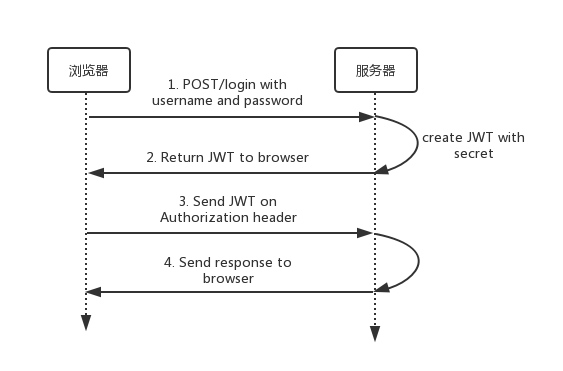 浏览器
服务器
1. POST/login with
username and password
create JWT with
secret
2. Return JWT to browser
3. Send JWT on
Authorization header
4. Send response to
browser